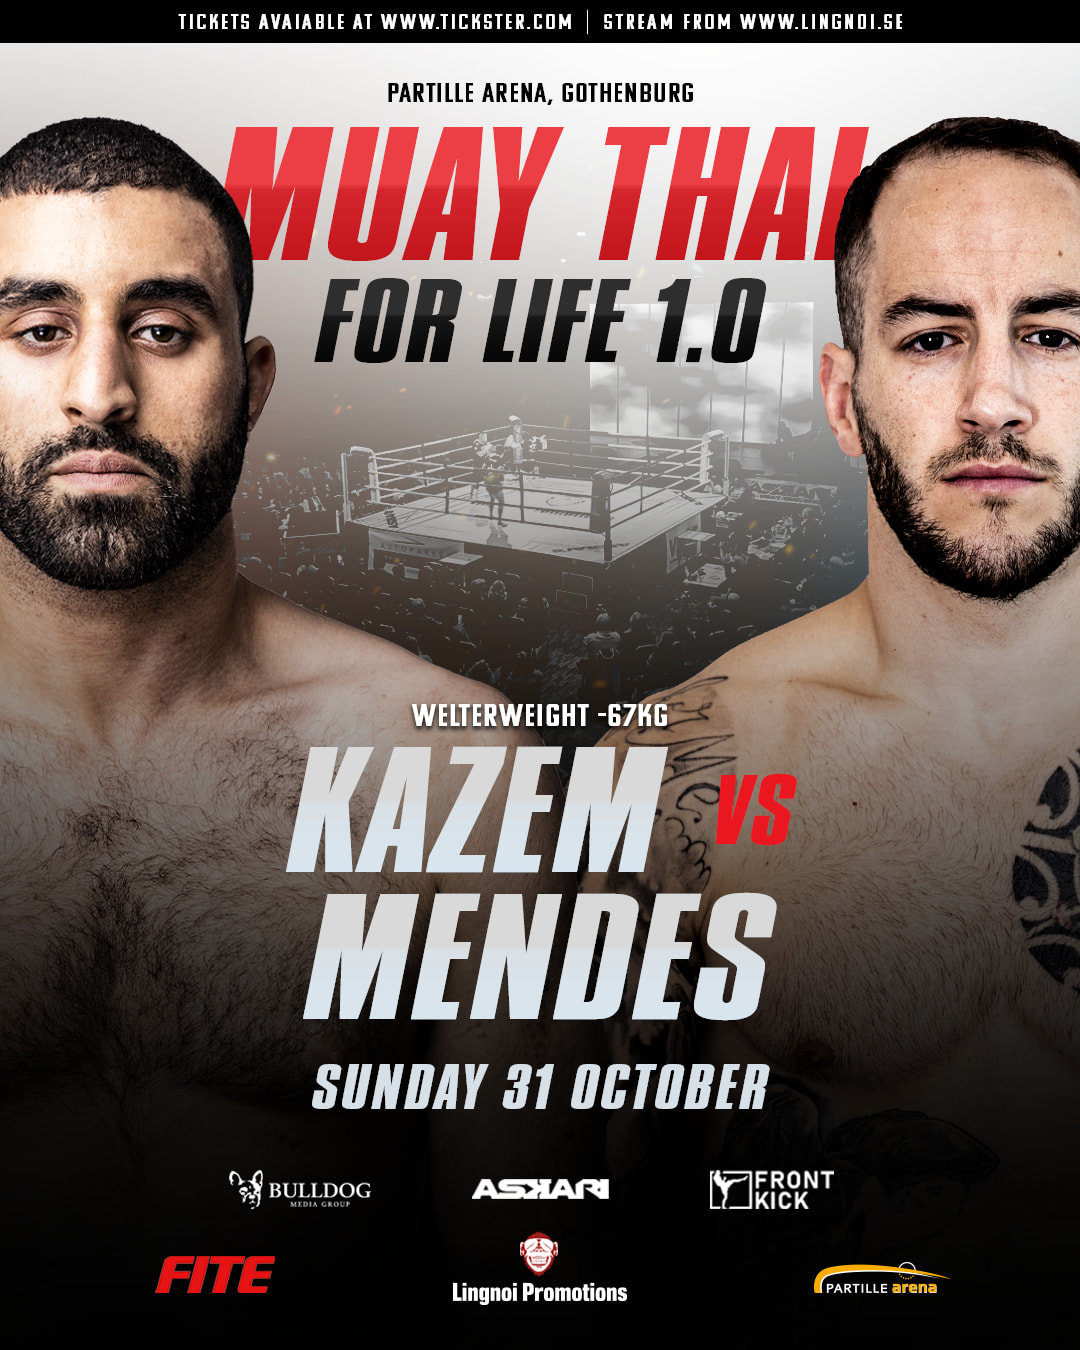 TICKETS AVAIABLE AT WWW.TICKSTER.COM | STREAM FROM WWW.LINGNOI.SE
PARTILLE ARENA, GOTHENBURG
MUAY THAI
FOR LIFE 1.0
AUTOPARKE
WELTERWEIGHT -67KG
KAZEM VS
MENDES
SUNDAY 31 OCTOBER
BULLDOG
MEDIA GROUP
ASKARI
FRONT
KICK
FITE
Lingnoi Promotions
PARTILLE arena